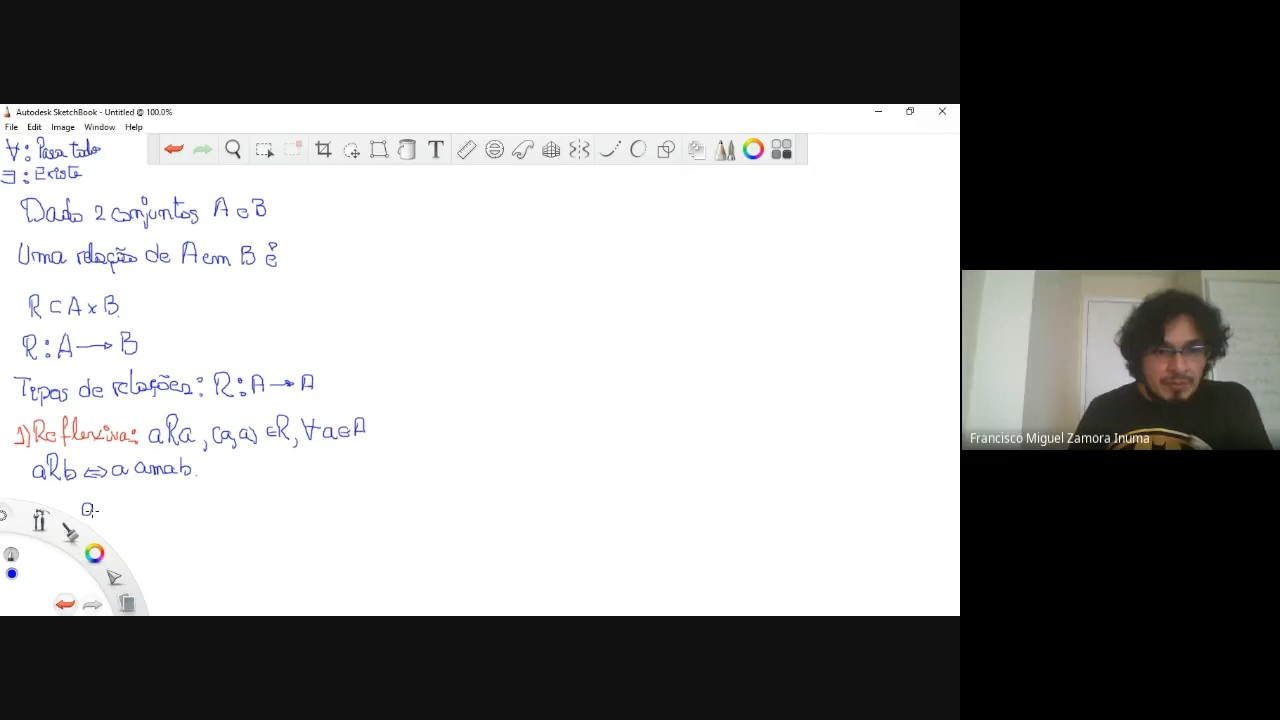 Autodesk SketchBook - Untitled @ 100.0%
File Edit Image Window Help
∀: Para todo
∃: Existe
Dado 2 conjuntos A e B
Uma relação de A em B é
R ⊂ A × B.
R: A → B
Tipos de relações: R: A → A
1) Reflexiva: aRa, (a,a) ∈ R, ∀ a ∈ A
aRb ⇔ a ama b.
a
Francisco Miguel Zamora Inuma